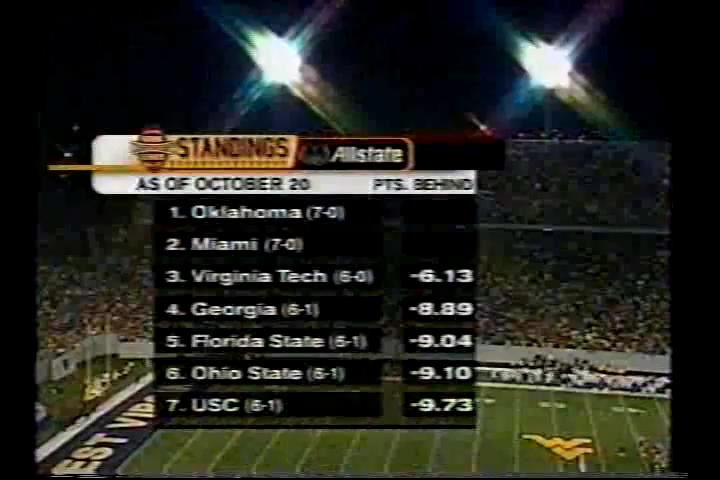 STANDINGS Allstate
AS OF OCTOBER 20 PTS. BEHIND
1. Oklahoma (7-0)
2. Miami (7-0)
3. Virginia Tech (6-0) -6.13
4. Georgia (6-1) -8.89
5. Florida State (6-1) -9.04
6. Ohio State (6-1) -9.10
7. USC (6-1) -9.73
EST VI